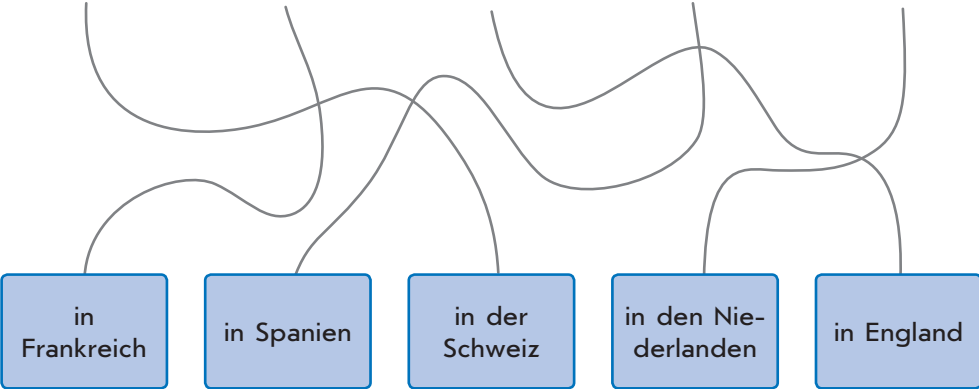 in
Frankreich
in Spanien
in der
Schweiz
in den Nie-
derlanden
in England